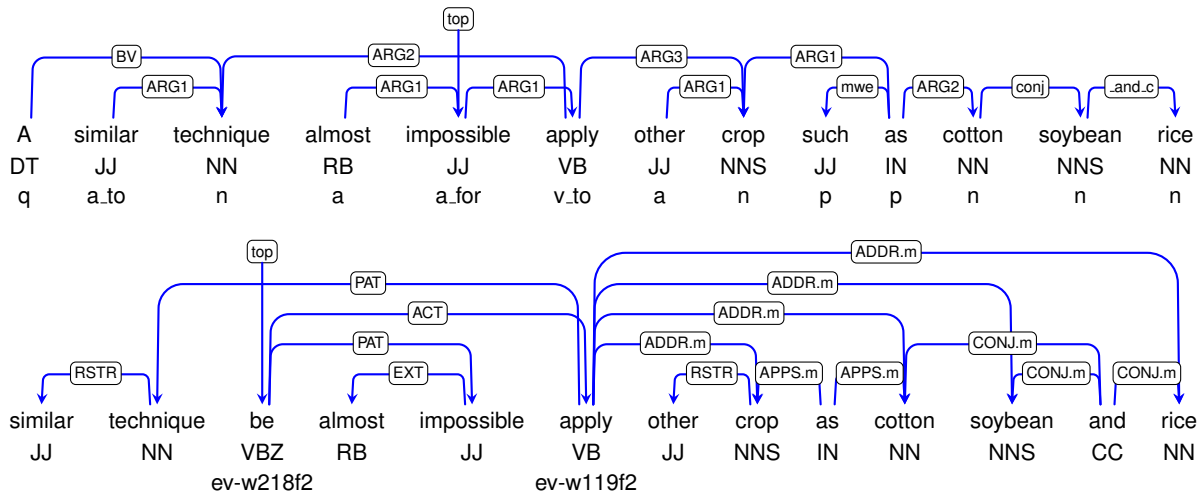 top
BV ARG2 ARG3 ARG1
ARG1 ARG1 ARG1 ARG1 mwe ARG2 conj _and_c
A similar technique almost impossible apply other crop such as cotton soybean rice
DT JJ NN RB JJ VB JJ NNS JJ IN NN NNS NN
q a_to n a a_for v_to a n p p n n n
top ADDR.m
PAT ADDR.m
ACT ADDR.m
PAT ADDR.m CONJ.m
RSTR EXT RSTR APPS.m APPS.m CONJ.m CONJ.m
similar technique be almost impossible apply other crop as cotton soybean and rice
JJ NN VBZ RB JJ VB JJ NNS IN NN NNS CC NN
ev-w218f2 ev-w119f2